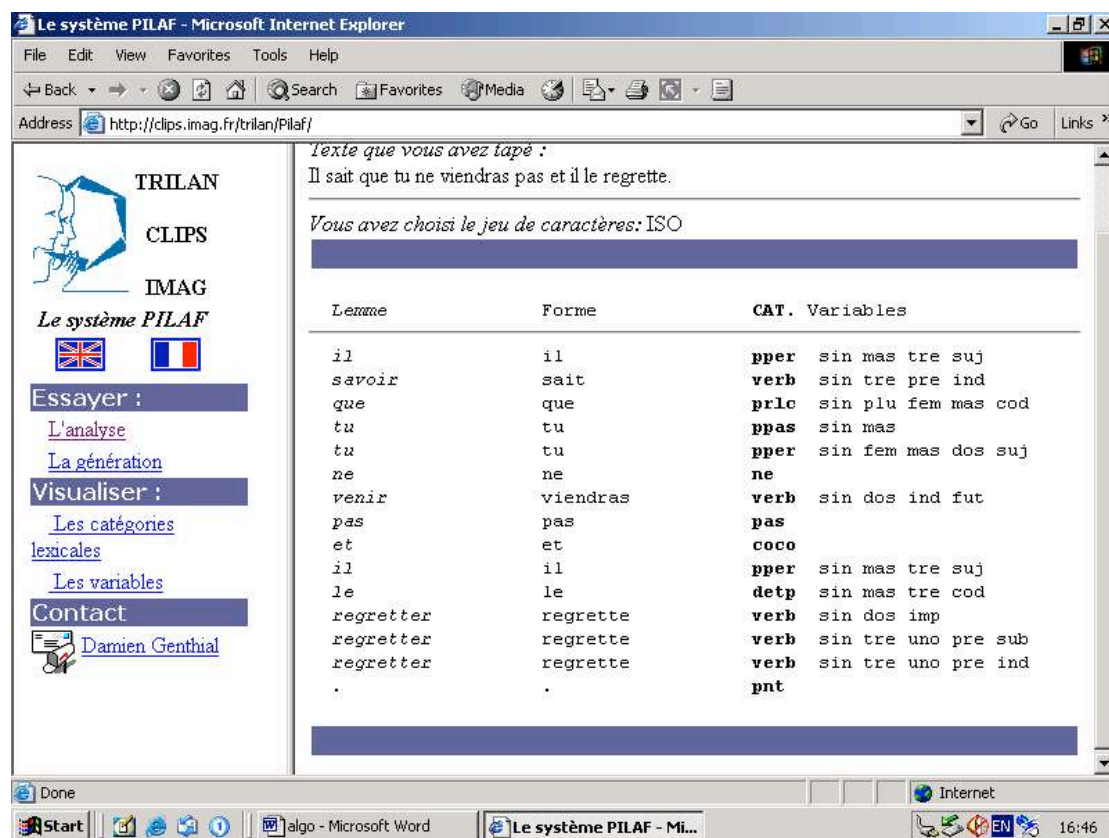 Le système PILAF - Microsoft Internet Explorer
File Edit View Favorites Tools Help
Back Search Favorites Media
Address http://clips.imag.fr/trilan/Pilaf/ Go Links »
TRILAN
CLIPS
IMAG
Le système PILAF
Essayer :
L'analyse
La génération
Visualiser :
Les catégories
lexicales
Les variables
Contact
Damien Genthial
Texte que vous avez tapé :
Il sait que tu ne viendras pas et il le regrette.
Vous avez choisi le jeu de caractères: ISO
Lemme Forme CAT. Variables
il il pper sin mas tre suj
savoir sait verb sin tre pre ind
que que prlc sin plu fem mas cod
tu tu ppas sin mas
tu tu pper sin fem mas dos suj
ne ne ne
venir viendras verb sin dos ind fut
pas pas pas
et et coco
il il pper sin mas tre suj
le le detp sin mas tre cod
regretter regrette verb sin dos imp
regretter regrette verb sin tre uno pre sub
regretter regrette verb sin tre uno pre ind
. . pnt
Done Internet
Start algo - Microsoft Word Le système PILAF - Mi... EN 16:46